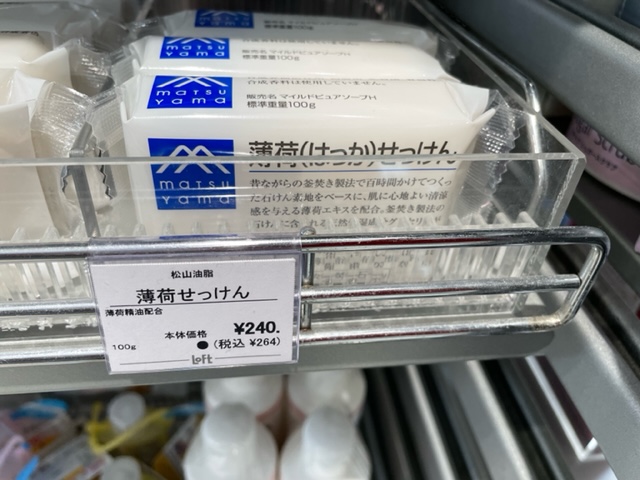 matsu
yama
matsu
yama
販売名 マイルドピュアソープH
標準重量100g
合成香料は使用していません。
販売名 マイルドピュアソープH
標準重量100g
matsu
yama
薄荷(はっか)せっけん
昔ながらの釜焚き製法で百時間かけてつくっ
た石けん素地をベースに、肌に心地よい清涼
感を与える薄荷エキスを配合。釜焚き製法の
松山油脂
薄荷せっけん
薄荷精油配合
本体価格
¥240.
100g
(税込 ¥264)
LoFt